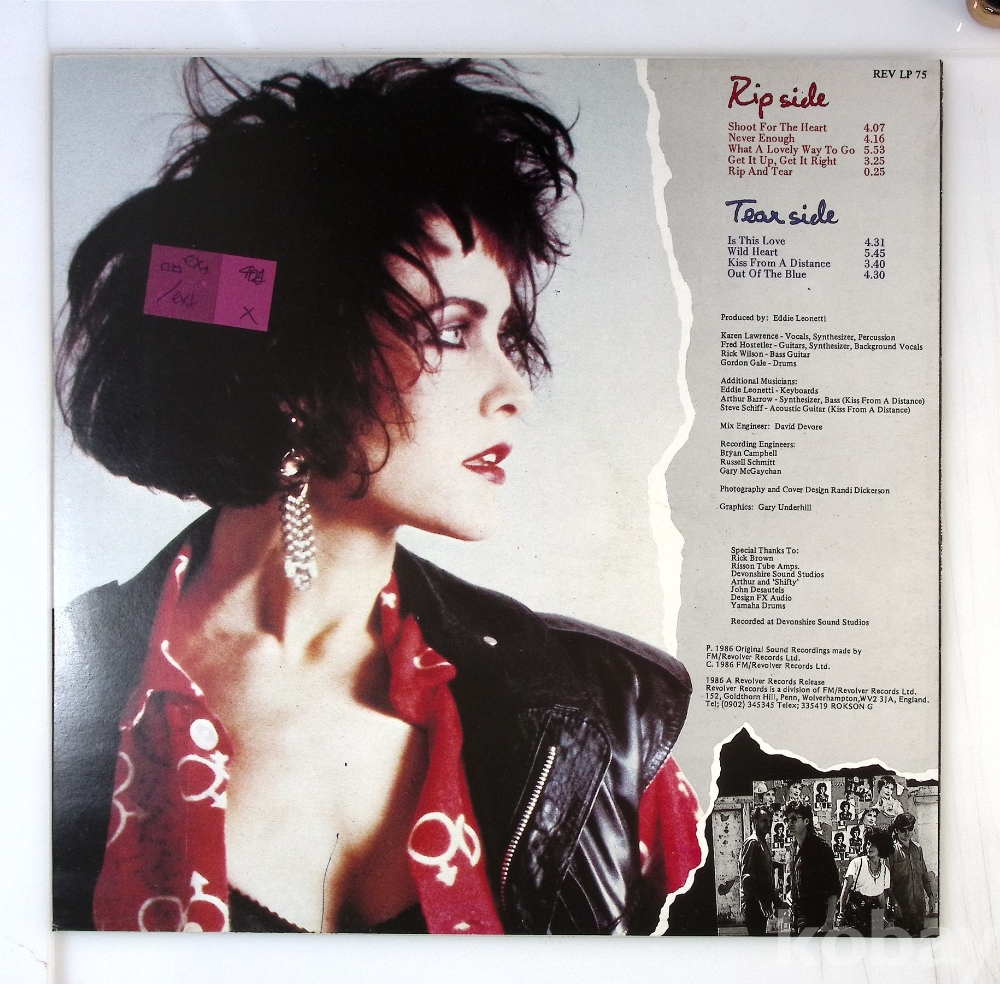 REV LP 75
Rip side
Shoot For The Heart 4.07
Never Enough 4.16
What A Lovely Way To Go 5.53
Get It Up, Get It Right 3.25
Rip And Tear 0.25
Tear side
Is This Love 4.31
Wild Heart 5.45
Kiss From A Distance 3.40
Out Of The Blue 4.30
Produced by: Eddie Leonetti
Karen Lawrence - Vocals, Synthesizer, Percussion
Fred Hostetler - Guitars, Synthesizer, Background Vocals
Rick Wilson - Bass Guitar
Gordon Gale - Drums
Additional Musicians:
Eddie Leonetti - Keyboards
Arthur Barrow - Synthesizer, Bass (Kiss From A Distance)
Steve Schiff - Acoustic Guitar (Kiss From A Distance)
Mix Engineer: David Devore
Recording Engineers:
Bryan Campbell
Russell Schmitt
Gary McGaychan
Photography and Cover Design Randi Dickerson
Graphics: Gary Underhill
Special Thanks To:
Rick Brown
Risson Tube Amps.
Devonshire Sound Studios
Arthur and 'Shifty'
John Desautels
Design FX Audio
Yamaha Drums
Recorded at Devonshire Sound Studios
P. 1986 Original Sound Recordings made by
FM/Revolver Records Ltd.
C. 1986 FM/Revolver Records Ltd.
1986 A Revolver Records Release
Revolver Records is a division of FM/Revolver Records Ltd.
152, Goldthorn Hill, Penn, Wolverhampton, WV2 3JA, England.
Tel; (0902) 345345 Telex; 335419 ROKSON G
ex+
/ex+
X
kobay